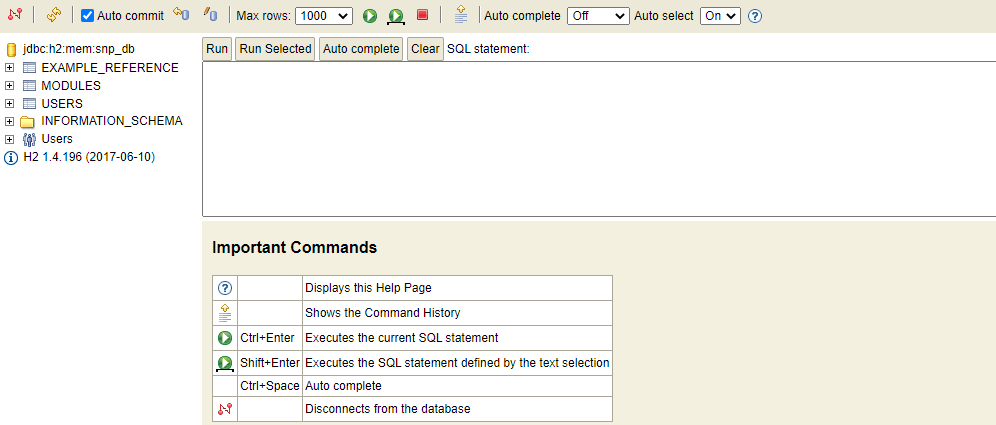 Auto commit Max rows: 1000 Auto complete Off Auto select On
jdbc:h2:mem:snp_db
EXAMPLE_REFERENCE
MODULES
USERS
INFORMATION_SCHEMA
Users
H2 1.4.196 (2017-06-10)
Run Run Selected Auto complete Clear SQL statement:
Important Commands
Displays this Help Page
Shows the Command History
Ctrl+Enter Executes the current SQL statement
Shift+Enter Executes the SQL statement defined by the text selection
Ctrl+Space Auto complete
Disconnects from the database